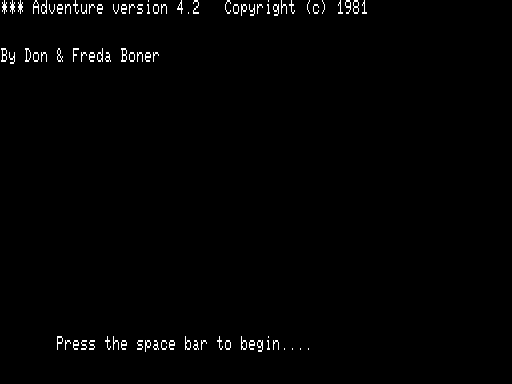 *** Adventure version 4.2   Copyright (c) 1981
By Don & Freda Boner
Press the space bar to begin....